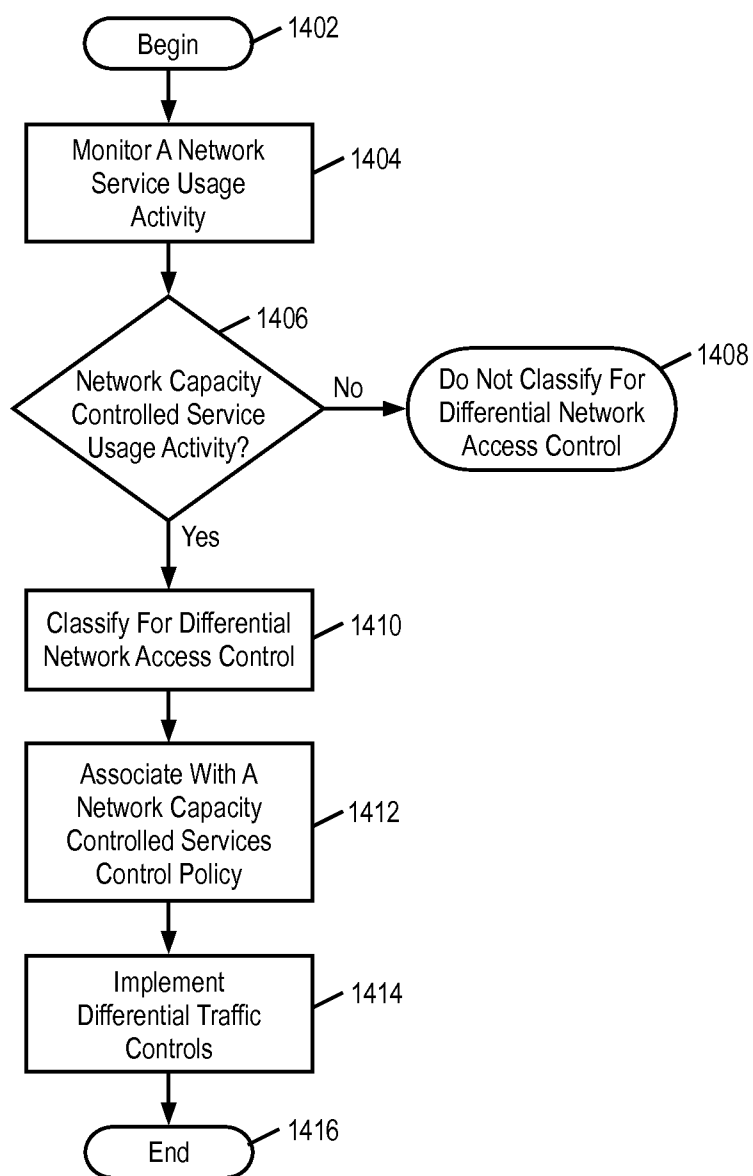 Begin
1402
Monitor A Network
Service Usage
Activity
1404
1406
Network Capacity
Controlled Service
Usage Activity?
No
1408
Do Not Classify For
Differential Network
Access Control
Yes
Classify For Differential
Network Access Control
1410
Associate With A
Network Capacity
Controlled Services
Control Policy
1412
Implement
Differential Traffic
Controls
1414
End
1416